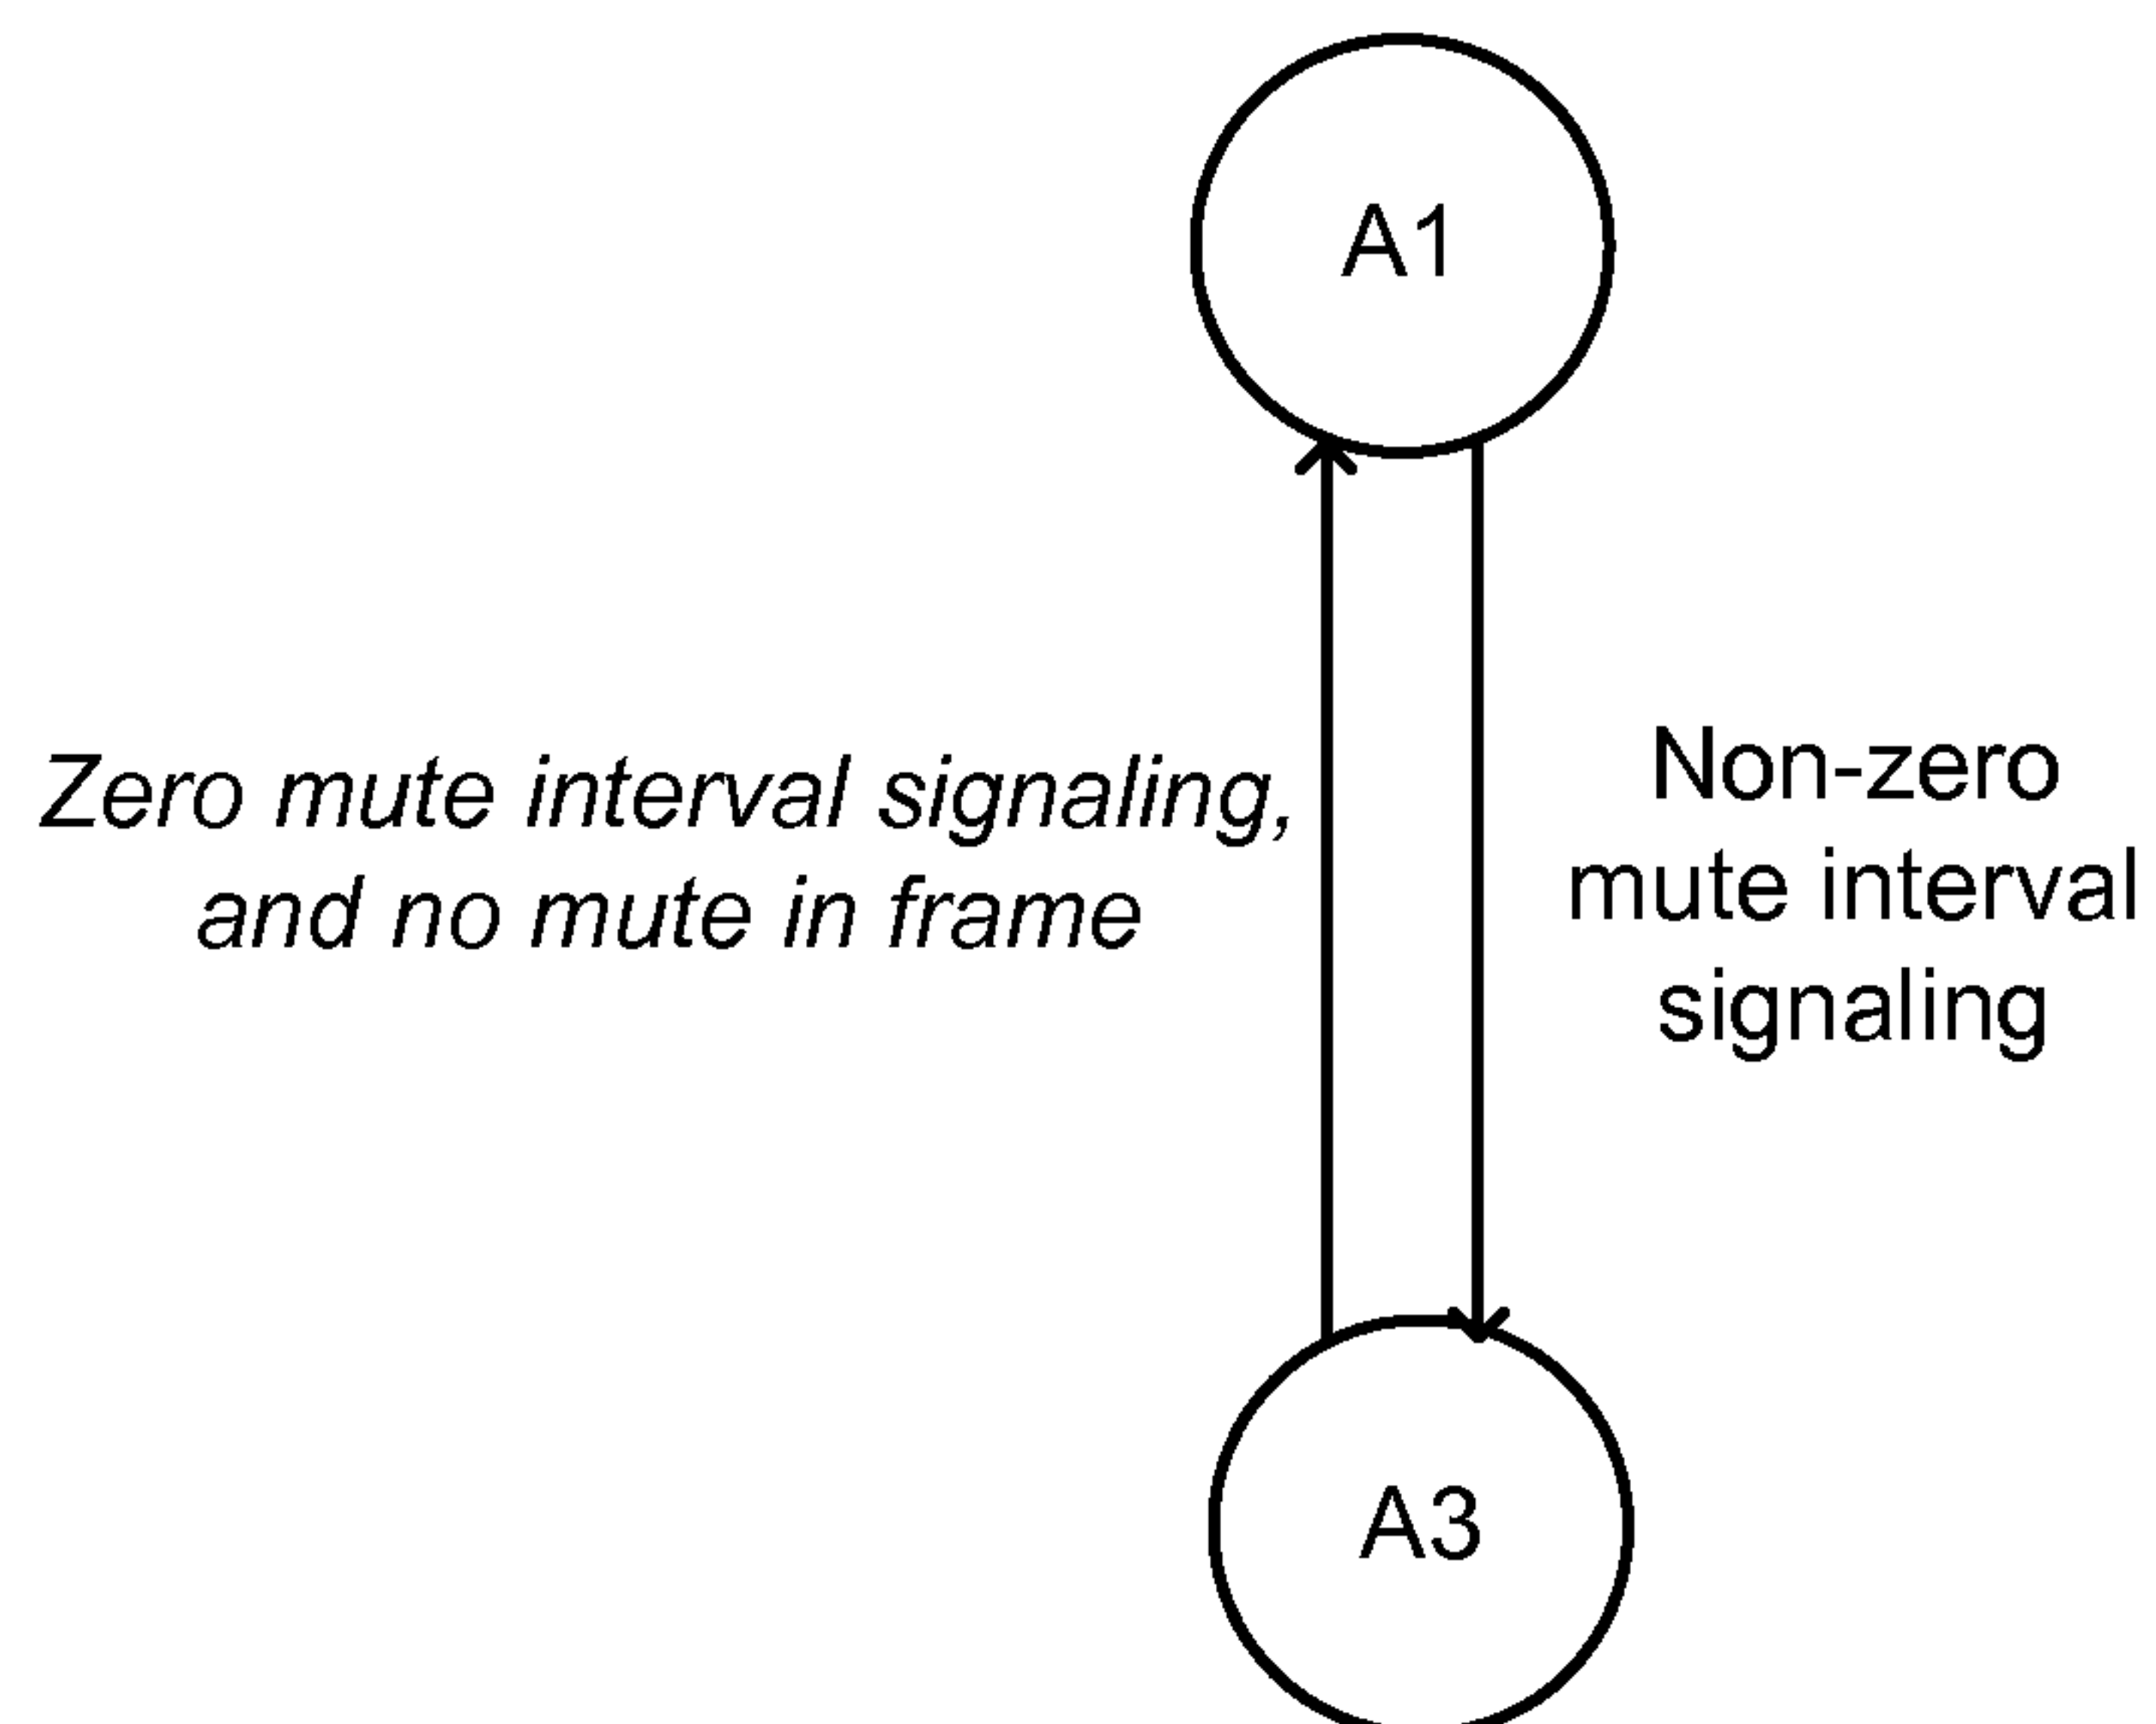 A1
Zero mute interval signaling,
and no mute in frame
Non-zero
mute interval
signaling
A3